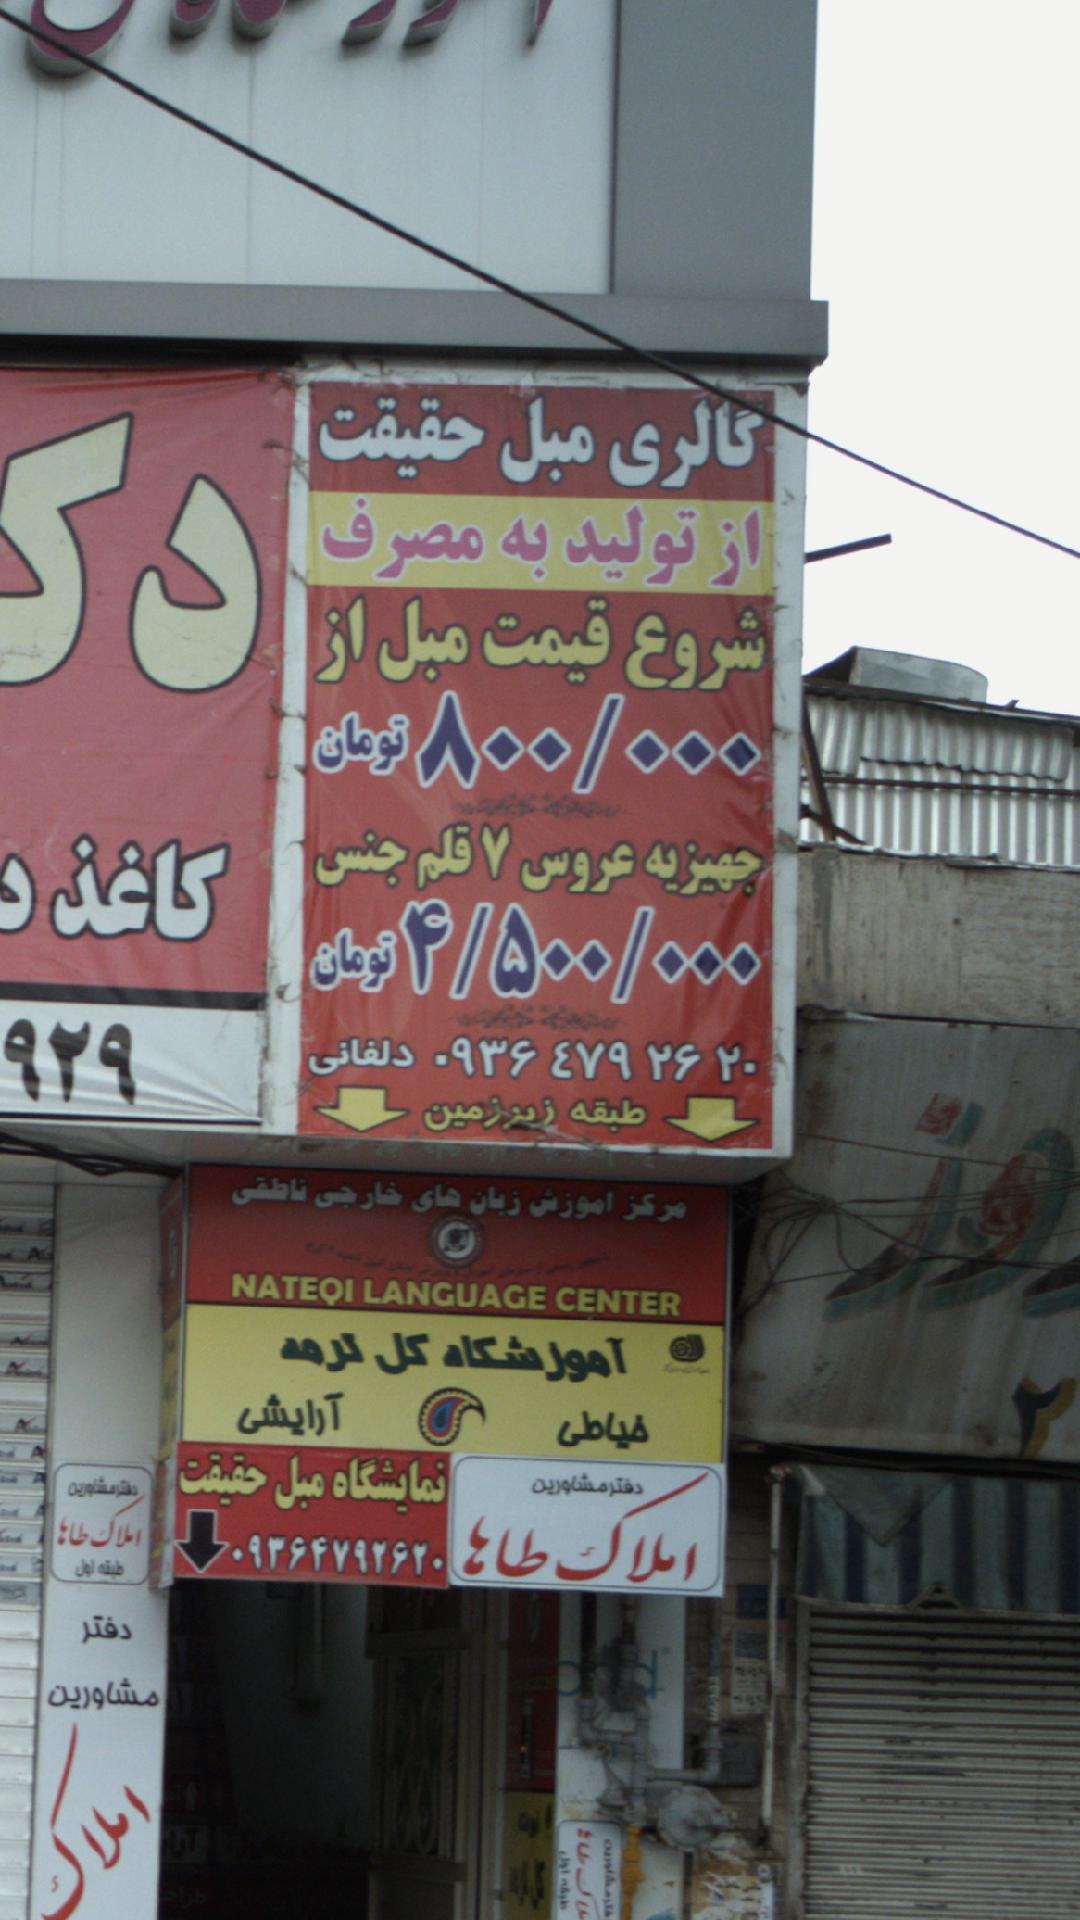 گالری مبل حقیقت
از تولید به مصرف
شروع قیمت مبل از
۸۰۰/۰۰۰ تومان
جهیزیه عروس ۷ قلم جنس
۴/۵۰۰/۰۰۰ تومان
۰۹۳۶ ٤٧٩ ۲۶ ۲۰ دلفانی
طبقه زیرزمین
دک
کاغذ د
۹۲۹
مرکز آموزش زبان های خارجی ناطقی
NATEQI LANGUAGE CENTER
آموزشگاه گل ترمه
خیاطی آرایشی
نمایشگاه مبل حقیقت
۰۹۳۶۴۷۹۲۶۲۰
دفتر مشاورین
املاک طاها
دفتر مشاورین
املاک طاها
طبقه اول
دفتر
مشاورین
املاک